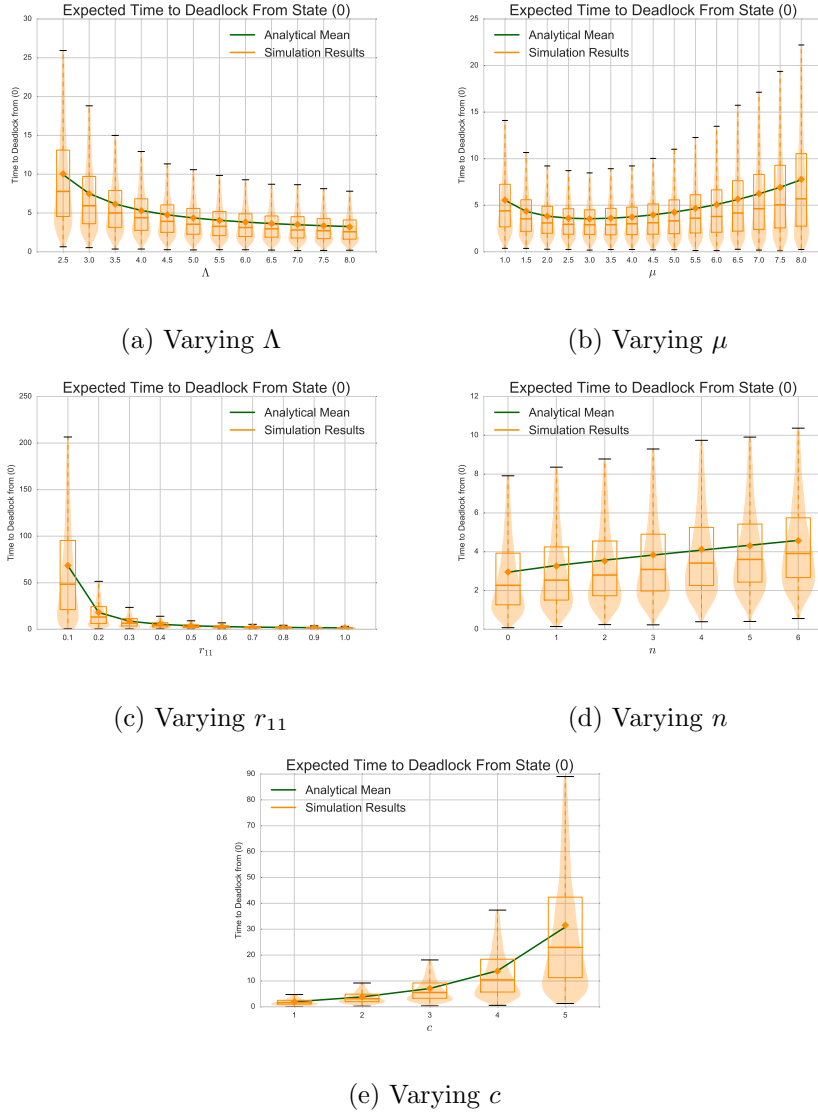 Expected Time to Deadlock From State (0)
Analytical Mean
Simulation Results
Time to Deadlock from (0)
30
25
20
15
10
5
0
2.5 3.0 3.5 4.0 4.5 5.0 5.5 6.0 6.5 7.0 7.5 8.0
Λ
(a) Varying Λ
Expected Time to Deadlock From State (0)
Analytical Mean
Simulation Results
Time to Deadlock from (0)
25
20
15
10
5
0
1.0 1.5 2.0 2.5 3.0 3.5 4.0 4.5 5.0 5.5 6.0 6.5 7.0 7.5 8.0
μ
(b) Varying μ
Expected Time to Deadlock From State (0)
Analytical Mean
Simulation Results
Time to Deadlock from (0)
250
200
150
100
50
0
0.1 0.2 0.3 0.4 0.5 0.6 0.7 0.8 0.9 1.0
r₁₁
(c) Varying r₁₁
Expected Time to Deadlock From State (0)
Analytical Mean
Simulation Results
Time to Deadlock from (0)
12
10
8
6
4
2
0
0 1 2 3 4 5 6
n
(d) Varying n
Expected Time to Deadlock From State (0)
Analytical Mean
Simulation Results
Time to Deadlock from (0)
90
80
70
60
50
40
30
20
10
0
1 2 3 4 5
c
(e) Varying c